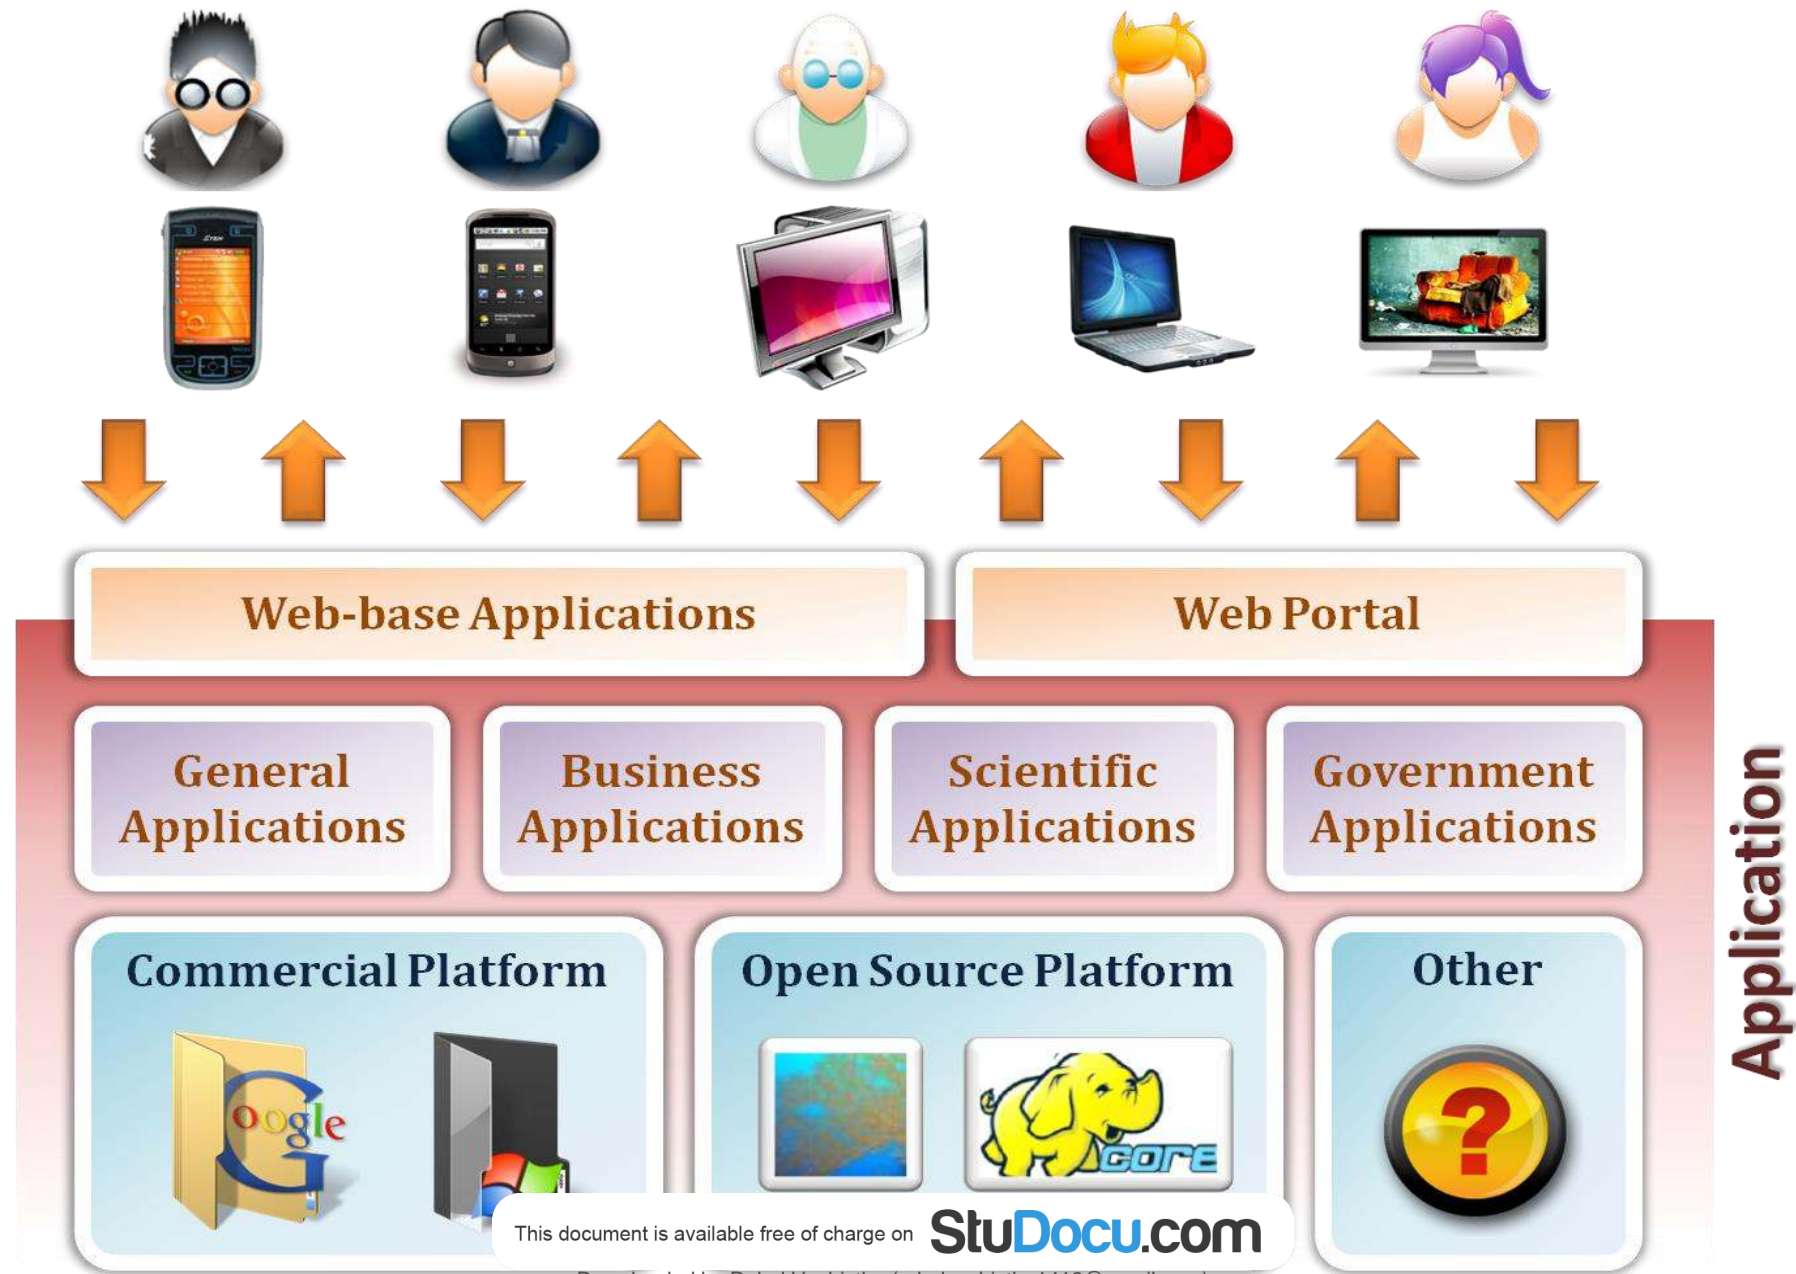 Web-base Applications
Web Portal
General
Applications
Business
Applications
Scientific
Applications
Government
Applications
Application
Commercial Platform
Open Source Platform
Other
Google
core
This document is available free of charge on
StuDocu.com